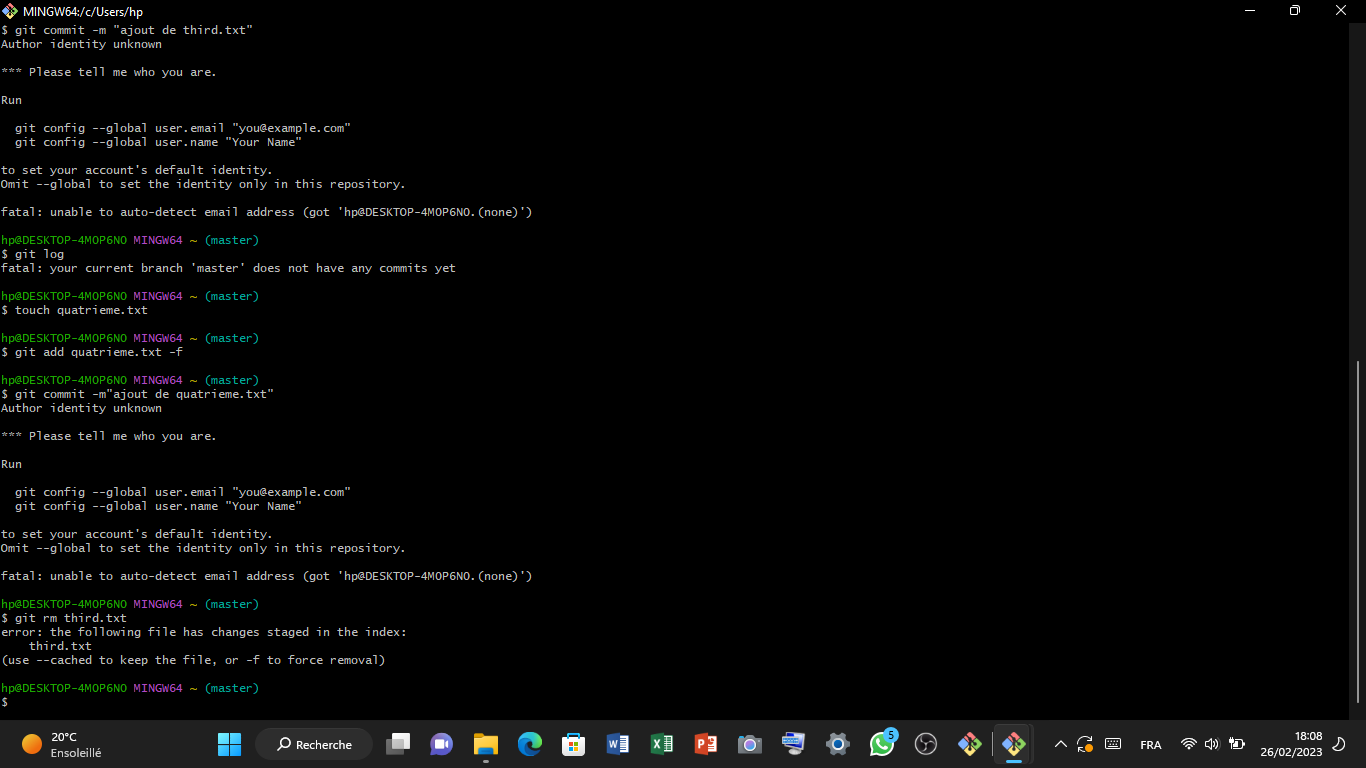 MINGW64:/c/Users/hp
$ git commit -m "ajout de third.txt"
Author identity unknown
*** Please tell me who you are.
Run
git config --global user.email "you@example.com"
git config --global user.name "Your Name"
to set your account's default identity.
Omit --global to set the identity only in this repository.
fatal: unable to auto-detect email address (got 'hp@DESKTOP-4MOP6NO.(none)')
hp@DESKTOP-4MOP6NO MINGW64 ~ (master)
$ git log
fatal: your current branch 'master' does not have any commits yet
hp@DESKTOP-4MOP6NO MINGW64 ~ (master)
$ touch quatrieme.txt
hp@DESKTOP-4MOP6NO MINGW64 ~ (master)
$ git add quatrieme.txt -f
hp@DESKTOP-4MOP6NO MINGW64 ~ (master)
$ git commit -m"ajout de quatrieme.txt"
Author identity unknown
*** Please tell me who you are.
Run
git config --global user.email "you@example.com"
git config --global user.name "Your Name"
to set your account's default identity.
Omit --global to set the identity only in this repository.
fatal: unable to auto-detect email address (got 'hp@DESKTOP-4MOP6NO.(none)')
hp@DESKTOP-4MOP6NO MINGW64 ~ (master)
$ git rm third.txt
error: the following file has changes staged in the index:
third.txt
(use --cached to keep the file, or -f to force removal)
hp@DESKTOP-4MOP6NO MINGW64 ~ (master)
$
20°C
Ensoleillé
Recherche
5
FRA
18:08
26/02/2023